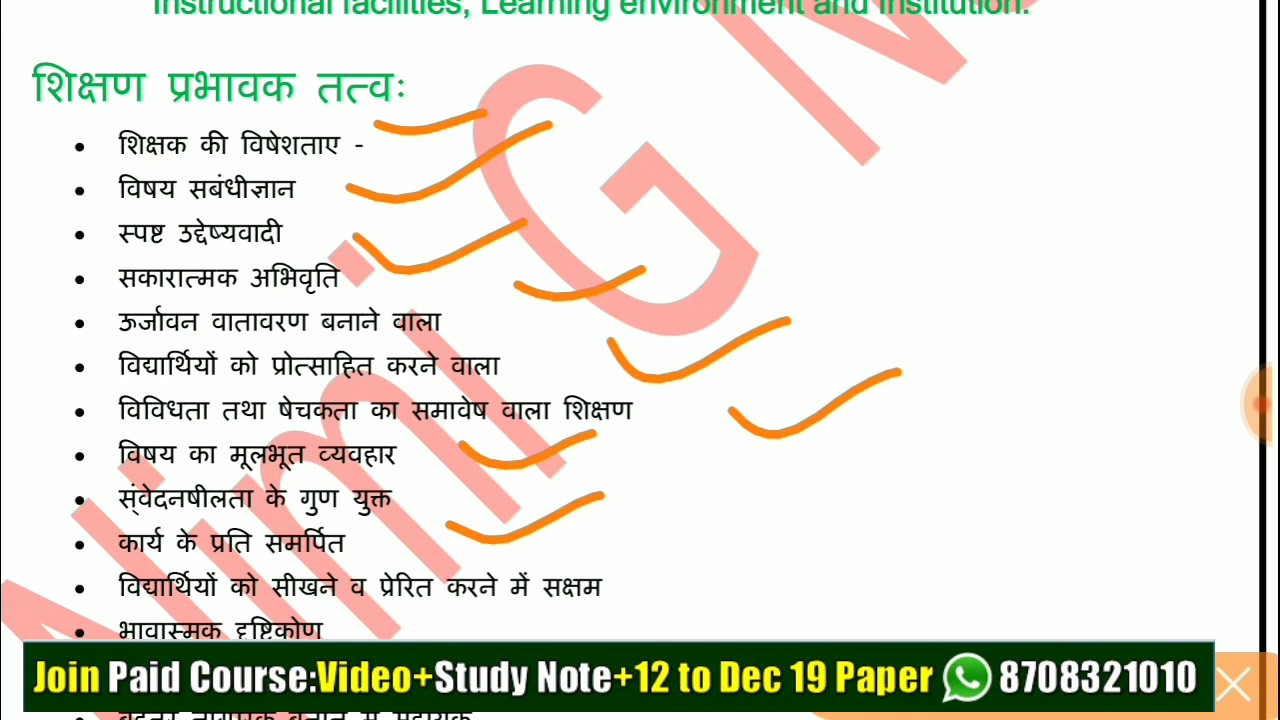 Instructional facilities, Learning environment and Institution.
शिक्षण प्रभावक तत्वः
• शिक्षक की विषेशताए -
• विषय सबंधीज्ञान
• स्पष्ट उद्देष्यवादी
• सकारात्मक अभिवृति
• ऊर्जावन वातावरण बनाने वाला
• विद्यार्थियों को प्रोत्साहित करने वाला
• विविधता तथा षेचकता का समावेष वाला शिक्षण
• विषय का मूलभूत व्यवहार
• स्ंवेदनषीलता के गुण युक्त
• कार्य के प्रति समर्पित
• विद्यार्थियों को सीखने व प्रेरित करने में सक्षम
• भावास्मक दृष्टिकोण
Join Paid Course:Video+Study Note+12 to Dec 19 Paper 8708321010
Nimi G N